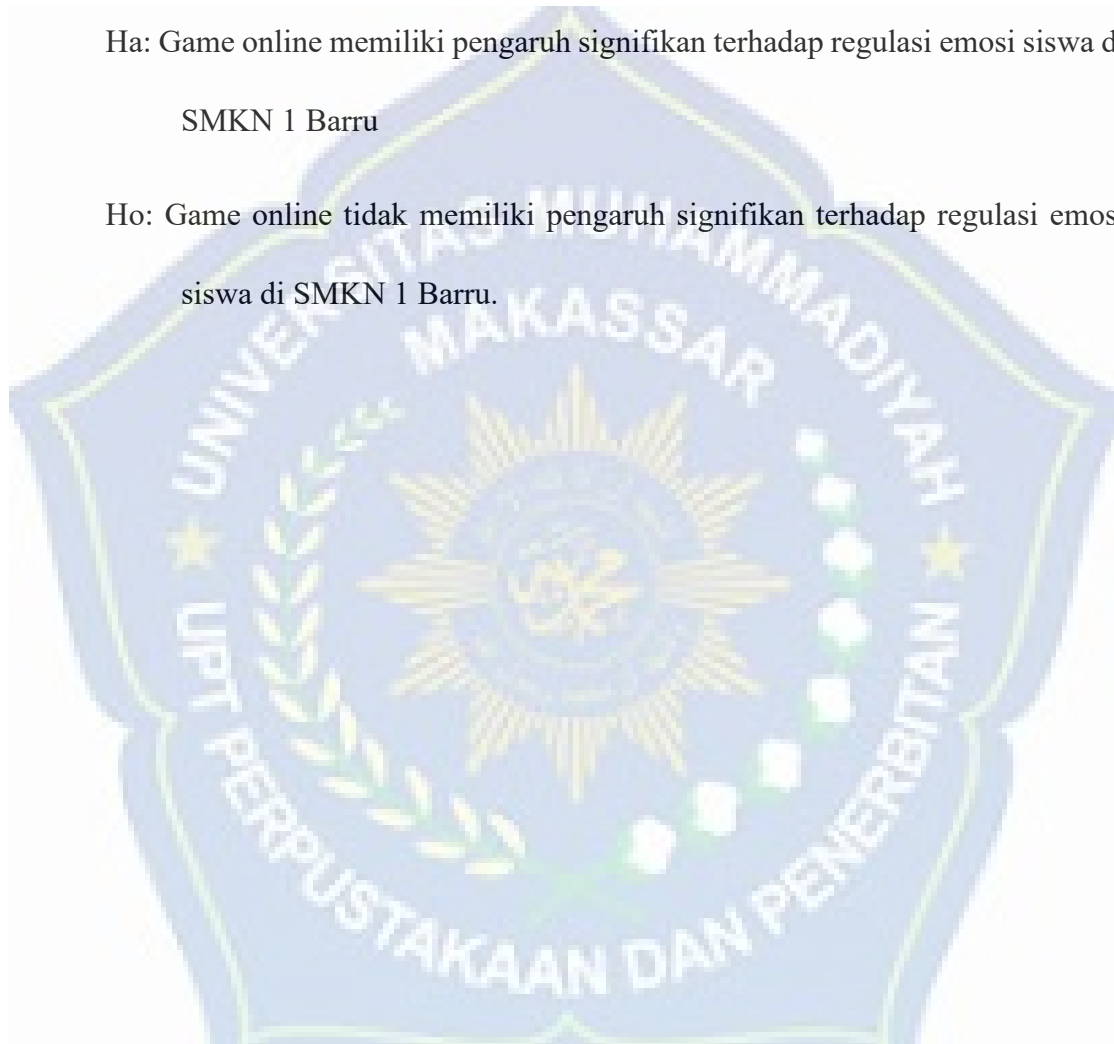 Ha: Game online memiliki pengaruh signifikan terhadap regulasi emosi siswa d
SMKN 1 Barru
Ho: Game online tidak memiliki pengaruh signifikan terhadap regulasi emos
siswa di SMKN 1 Barru.
UNIVERSITAS MUHAMMADIYAH
MAKASSAR
UPT PERPUSTAKAAN DAN PENERBITAN